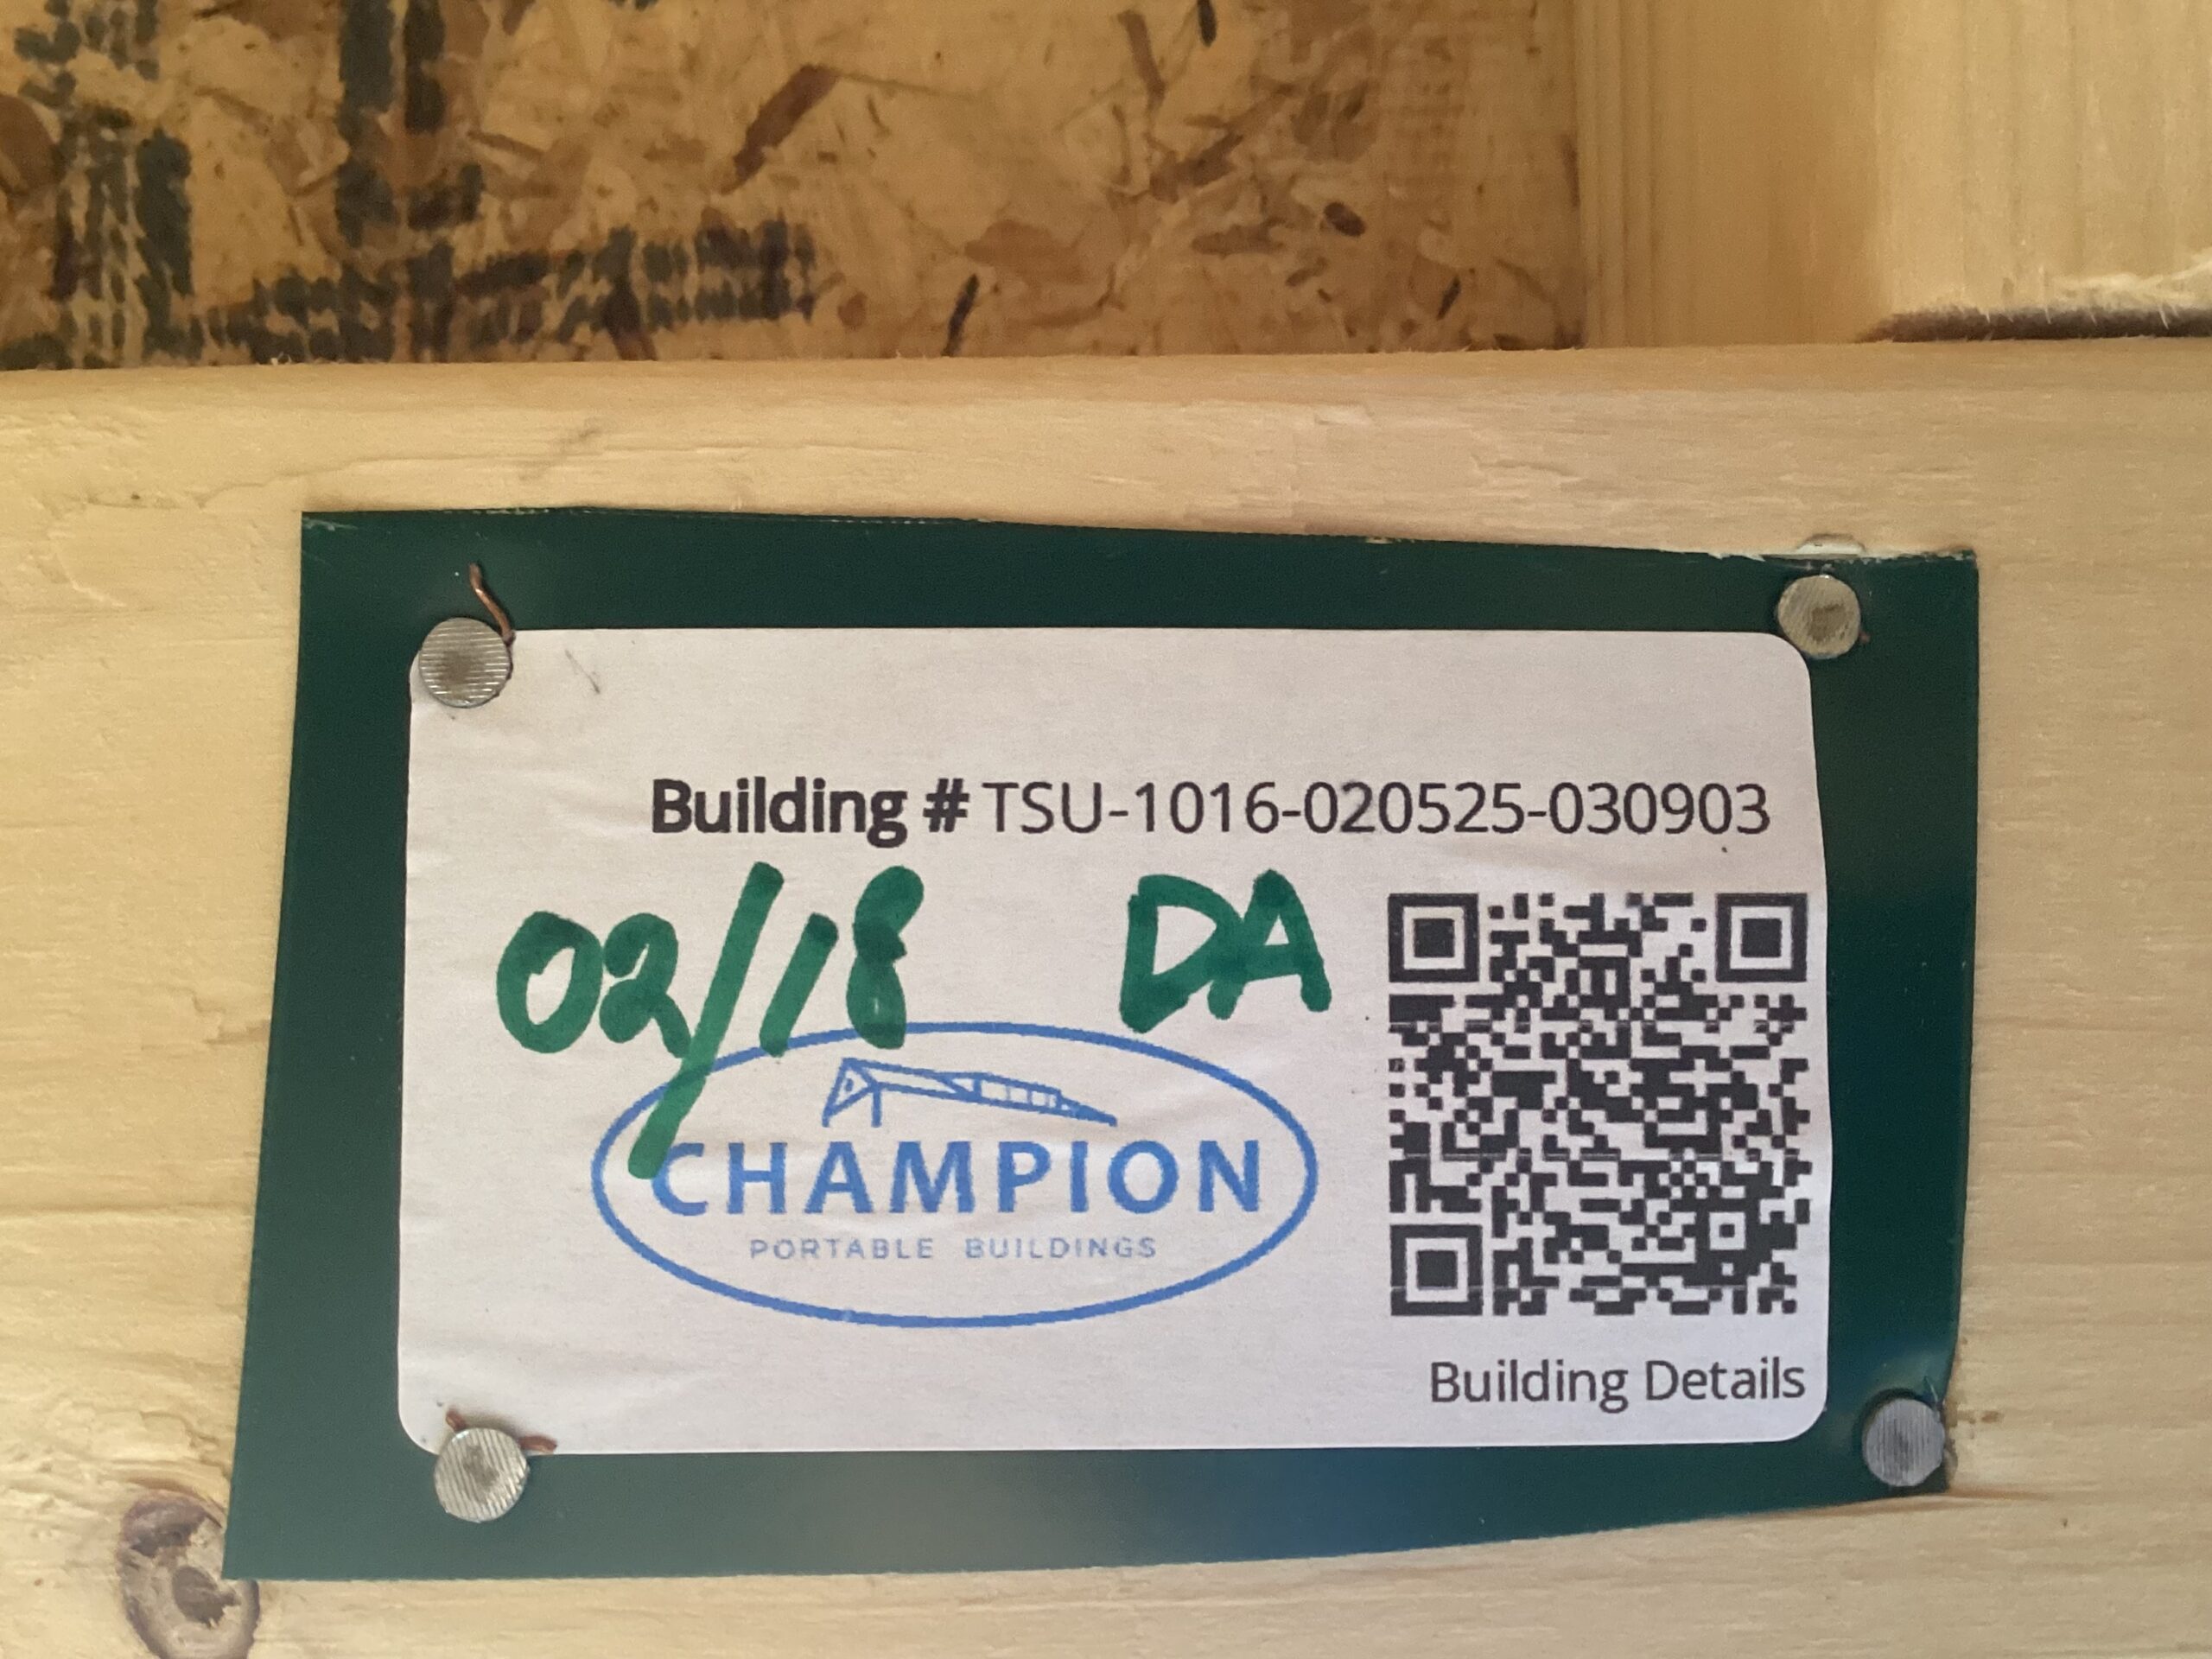 Building # TSU-1016-020525-030903
02/18 DA
CHAMPION
PORTABLE BUILDINGS
Building Details